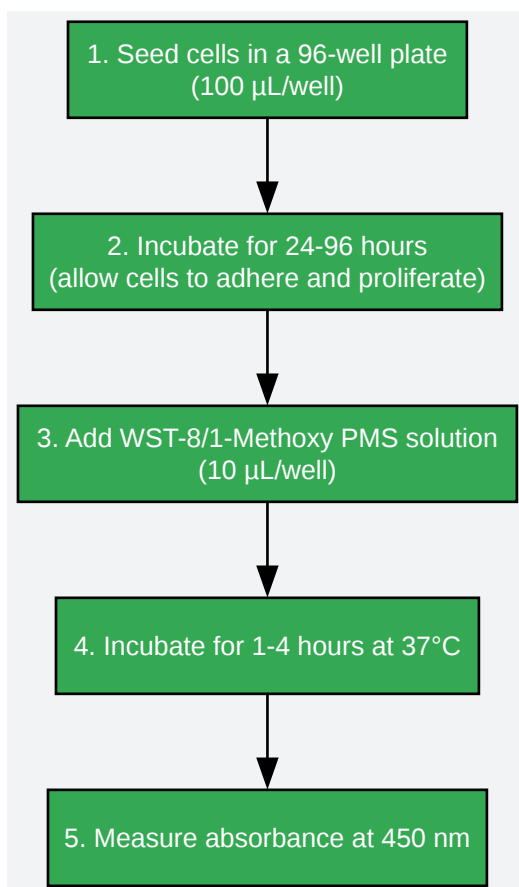 1. Seed cells in a 96-well plate
(100 µL/well)
2. Incubate for 24-96 hours
(allow cells to adhere and proliferate)
3. Add WST-8/1-Methoxy PMS solution
(10 µL/well)
4. Incubate for 1-4 hours at 37°C
5. Measure absorbance at 450 nm